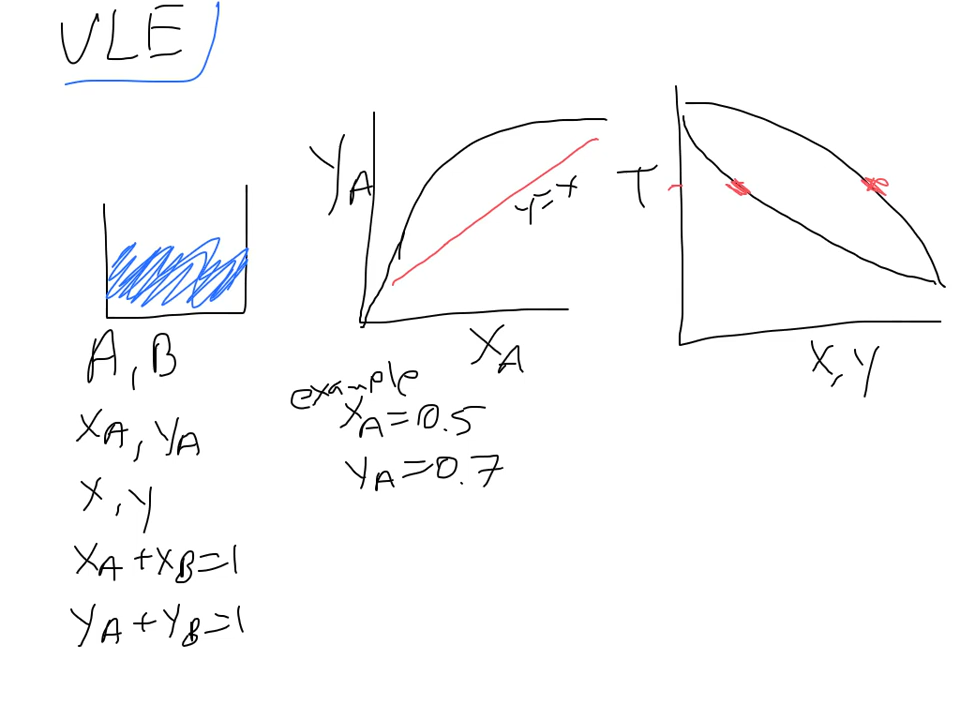 VLE
A, B
XA, YA
X, Y
XA + XB = 1
YA + YB = 1
YA
y = x
XA
example
XA = 0.5
YA = 0.7
T
X, Y